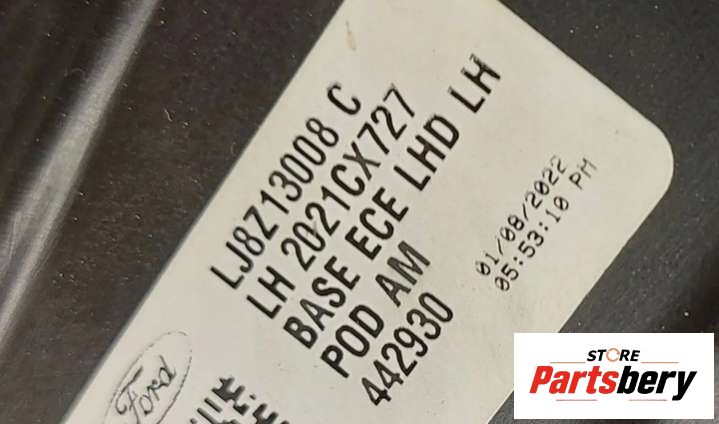 LJ8Z13008 C
LH 2021CX727
BASE ECE LHD LH
POD AM
442930
01/08/2022
05:53:10 PM
Ford
STORE
Partsbery